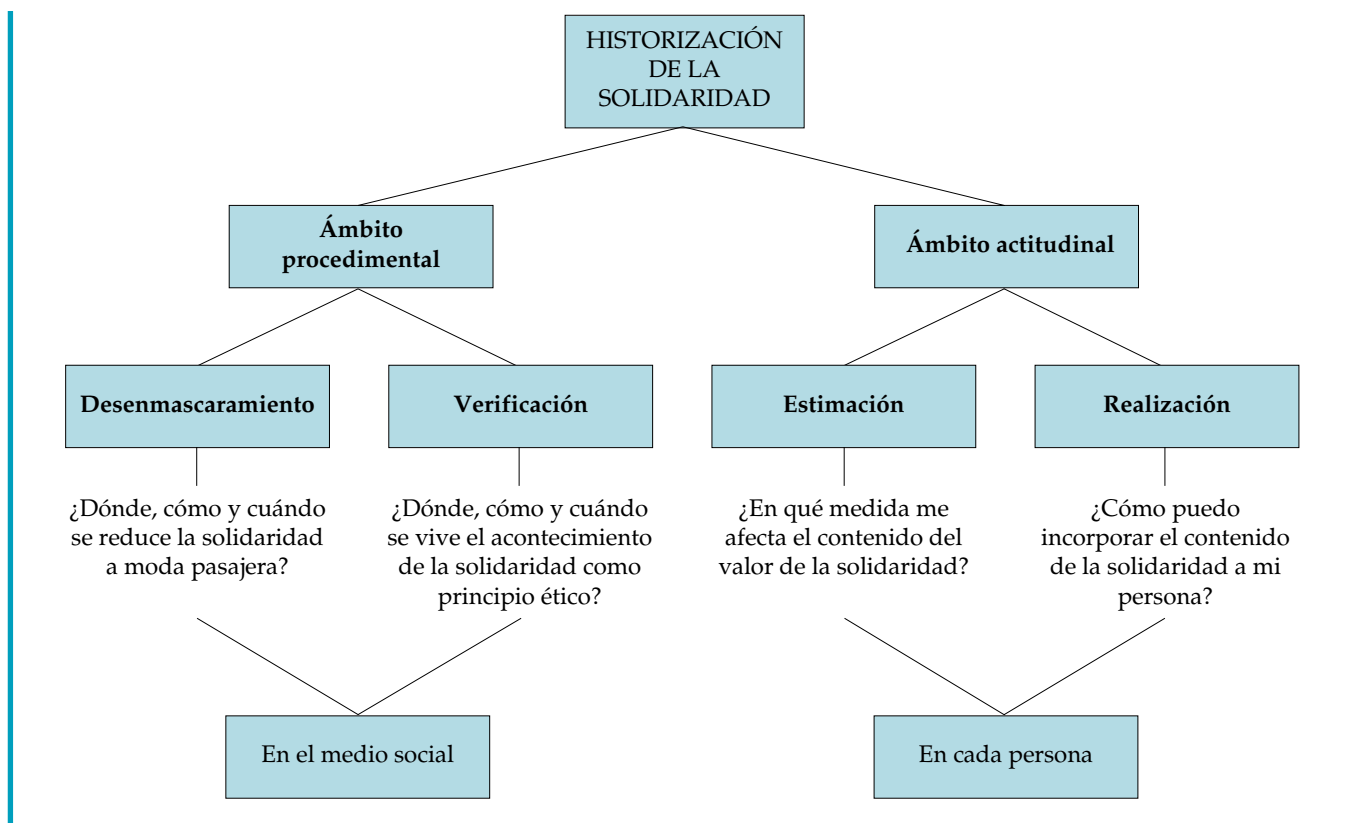 HISTORIZACIÓN
DE LA
SOLIDARIDAD
Ámbito
procedimental
Ámbito actitudinal
Desenmascaramiento
Verificación
Estimación
Realización
¿Dónde, cómo y cuándo
se reduce la solidaridad
a moda pasajera?
¿Dónde, cómo y cuándo
se vive el acontecimiento
de la solidaridad como
principio ético?
¿En qué medida me
afecta el contenido del
valor de la solidaridad?
¿Cómo puedo
incorporar el contenido
de la solidaridad a mi
persona?
En el medio social
En cada persona